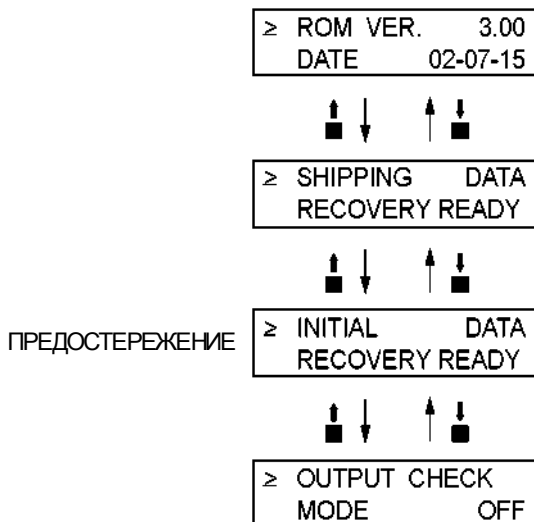 ≥ ROM VER. 3.00
DATE 02-07-15
≥ SHIPPING DATA
RECOVERY READY
ПРЕДОСТЕРЕЖЕНИЕ
≥ INITIAL DATA
RECOVERY READY
≥ OUTPUT CHECK
MODE OFF